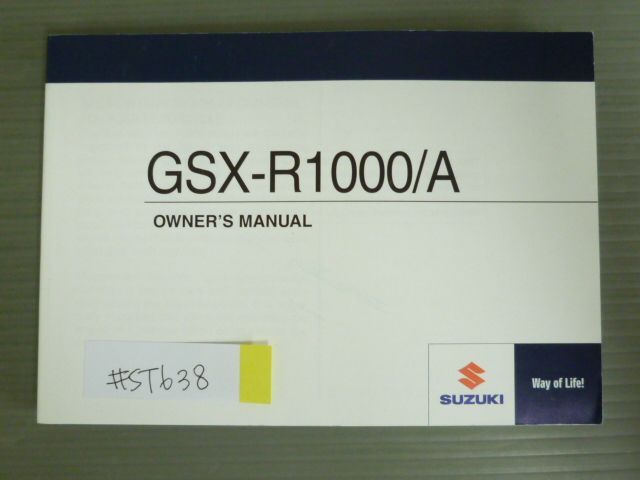 GSX-R1000/A
OWNER'S MANUAL
#ST638
SUZUKI
Way of Life!